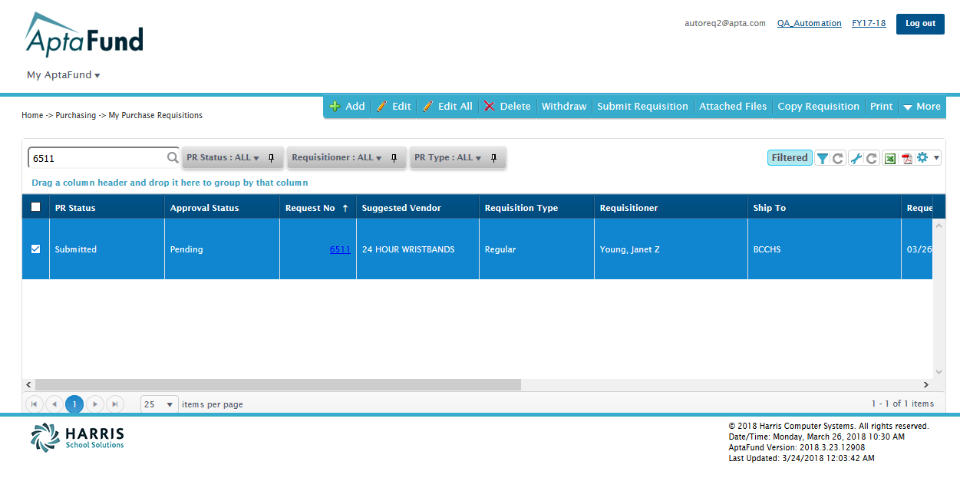 AptaFund
autoreq2@apta.com QA_Automation FY17-18 Log out
My AptaFund
Home -> Purchasing -> My Purchase Requisitions
Add Edit Edit All Delete Withdraw Submit Requisition Attached Files Copy Requisition Print More
6511 PR Status : ALL Requisitioner : ALL PR Type : ALL Filtered
Drag a column header and drop it here to group by that column
PR Status Approval Status Request No ↑ Suggested Vendor Requisition Type Requisitioner Ship To Reque
Submitted Pending 6511 24 HOUR WRISTBANDS Regular Young, Janet Z BCCHS 03/26
1 25 items per page 1 - 1 of 1 items
HARRIS
School Solutions
© 2018 Harris Computer Systems. All rights reserved.
Date/Time: Monday, March 26, 2018 10:30 AM
AptaFund Version: 2018.3.23.12908
Last Updated: 3/24/2018 12:03:42 AM